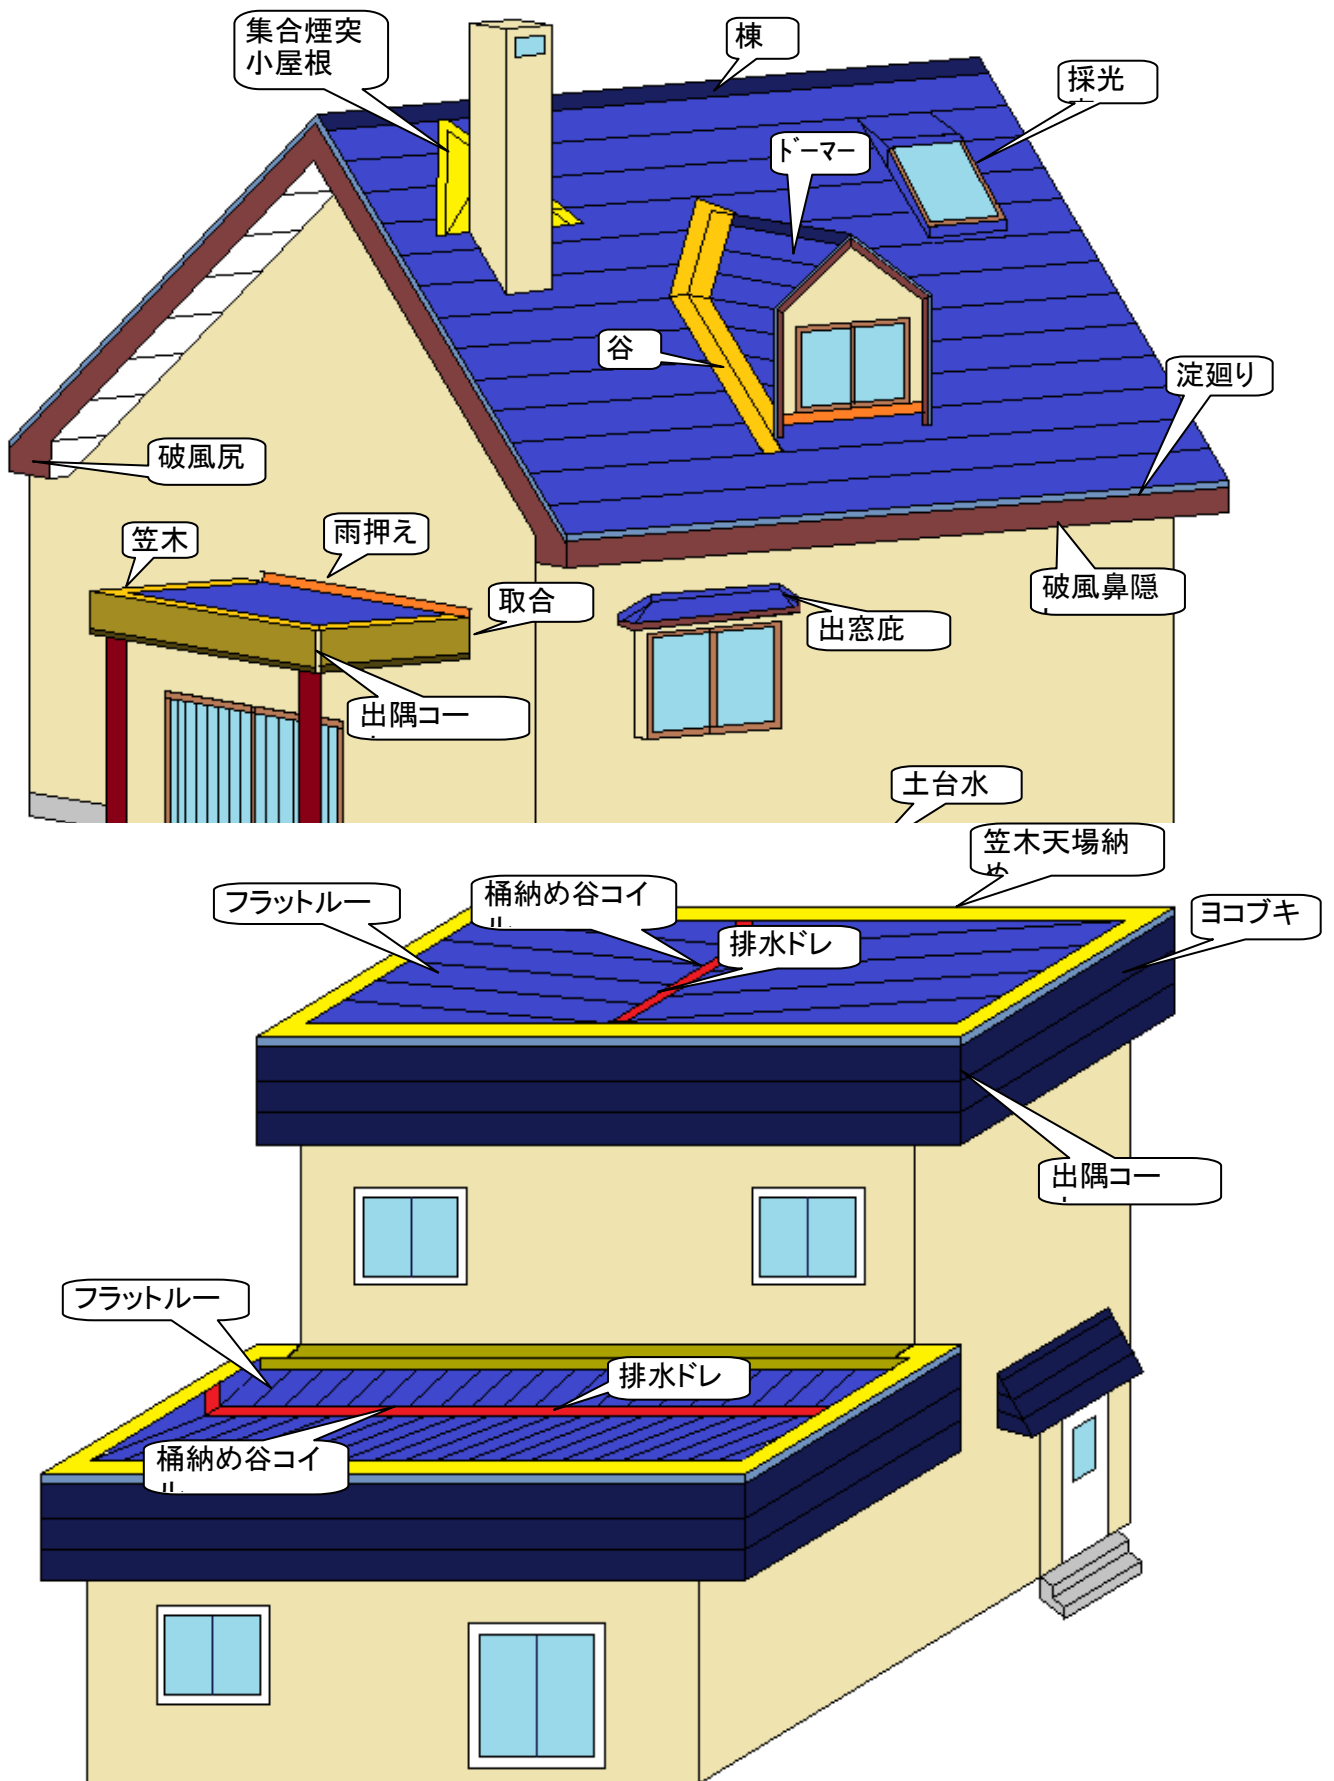 集合煙突
小屋根
棟
採光
ドーマー
谷
淀廻り
破風尻
笠木
雨押え
取合
破風鼻隠
出窓庇
出隅コー
土台水
笠木天場納
め
フラットルー
桶納め谷コイ
ル
排水ドレ
ヨコブキ
出隅コー
フラットルー
排水ドレ
桶納め谷コイ
ル